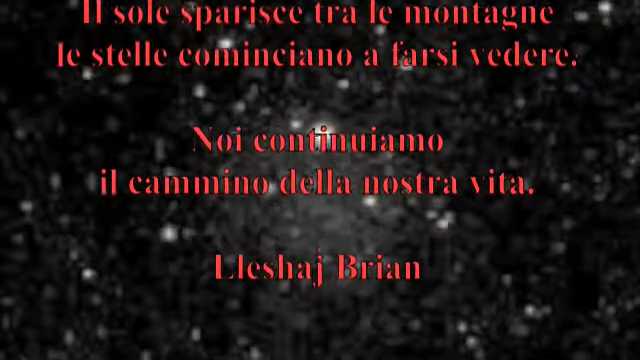 Il sole sparisce tra le montagne
le stelle cominciano a farsi vedere.
Noi continuiamo
il cammino della nostra vita.
Lleshaj Brian